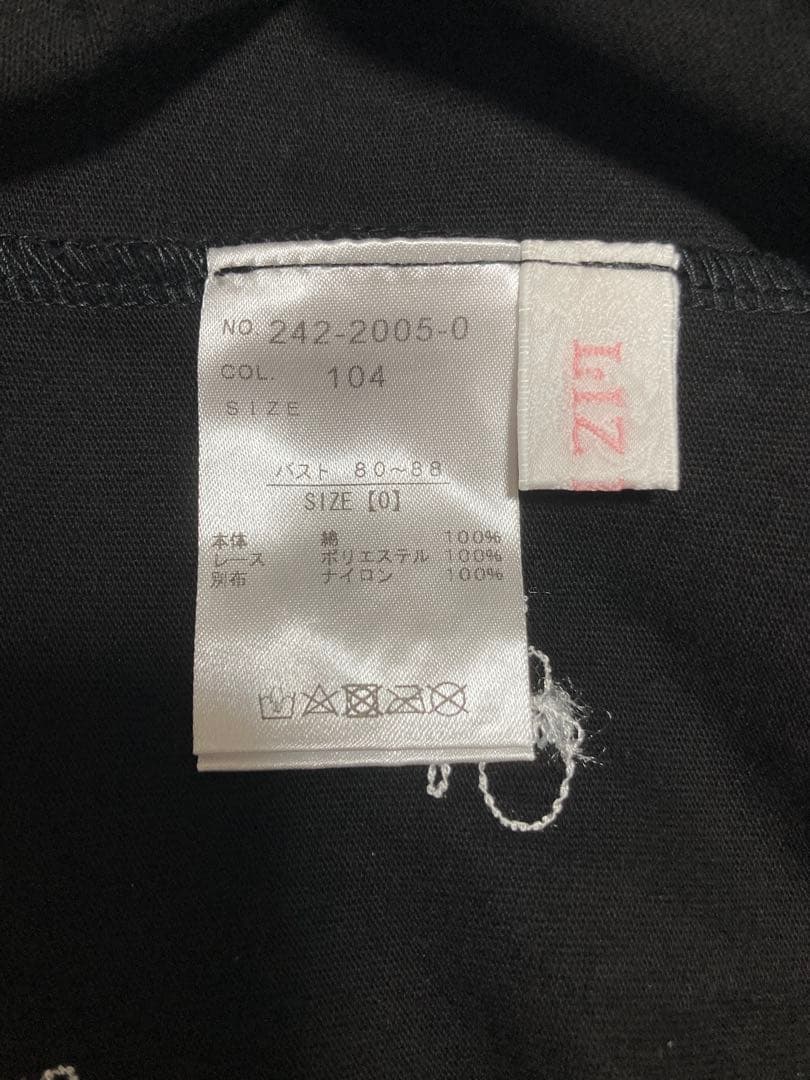 NO. 242-2005-0
COL. 104
SIZE
バスト 80～88
SIZE【0】
本体 綿 100%
レース ポリエステル 100%
別布 ナイロン 100%
LIZ